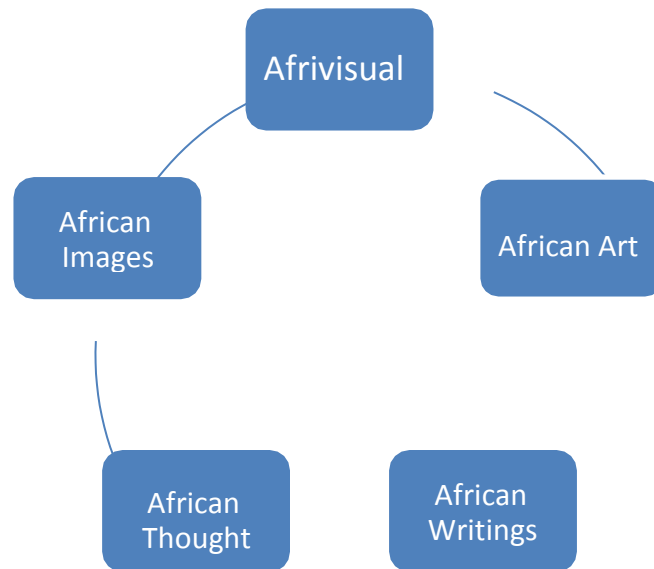 Afrivisual
African
Images
African Art
African
Thought
African
Writings